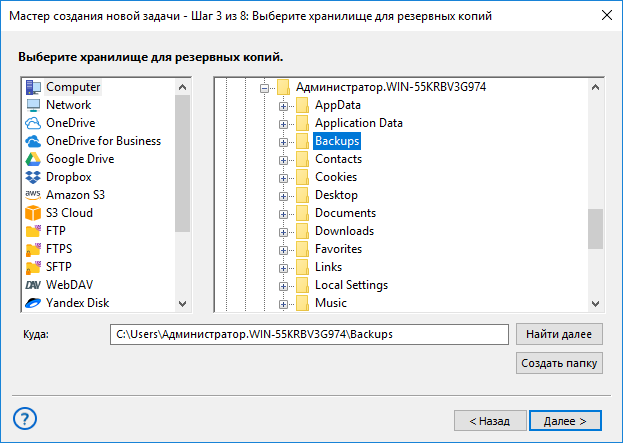 Мастер создания новой задачи - Шаг 3 из 8: Выберите хранилище для резервных копий
Выберите хранилище для резервных копий.
Computer
Network
OneDrive
OneDrive for Business
Google Drive
Dropbox
aws Amazon S3
S3 Cloud
FTP
FTPS
SFTP
DAV WebDAV
Yandex Disk
Администратор.WIN-55KRBV3G974
AppData
Application Data
Backups
Contacts
Cookies
Desktop
Documents
Downloads
Favorites
Links
Local Settings
Music
Куда: C:\Users\Администратор.WIN-55KRBV3G974\Backups Найти далее
Создать папку
? < Назад Далее >